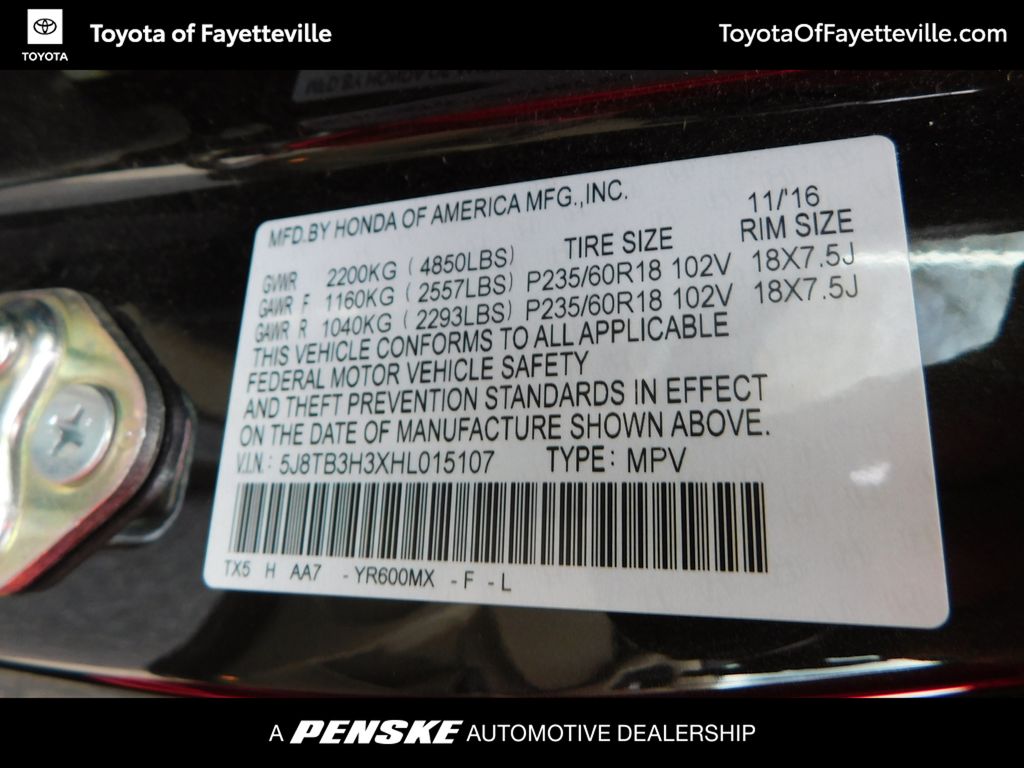 TOYOTA
Toyota of Fayetteville
ToyotaOfFayetteville.com
MFD.BY HONDA OF AMERICA MFG.,INC.
11/'16
GVWR 2200KG ( 4850LBS) TIRE SIZE RIM SIZE
GAWR F 1160KG ( 2557LBS) P235/60R18 102V 18X7.5J
GAWR R 1040KG ( 2293LBS) P235/60R18 102V 18X7.5J
THIS VEHICLE CONFORMS TO ALL APPLICABLE
FEDERAL MOTOR VEHICLE SAFETY
AND THEFT PREVENTION STANDARDS IN EFFECT
ON THE DATE OF MANUFACTURE SHOWN ABOVE.
V.I.N.: 5J8TB3H3XHL015107 TYPE: MPV
TX5 H AA7 -YR600MX -F -L
A PENSKE AUTOMOTIVE DEALERSHIP